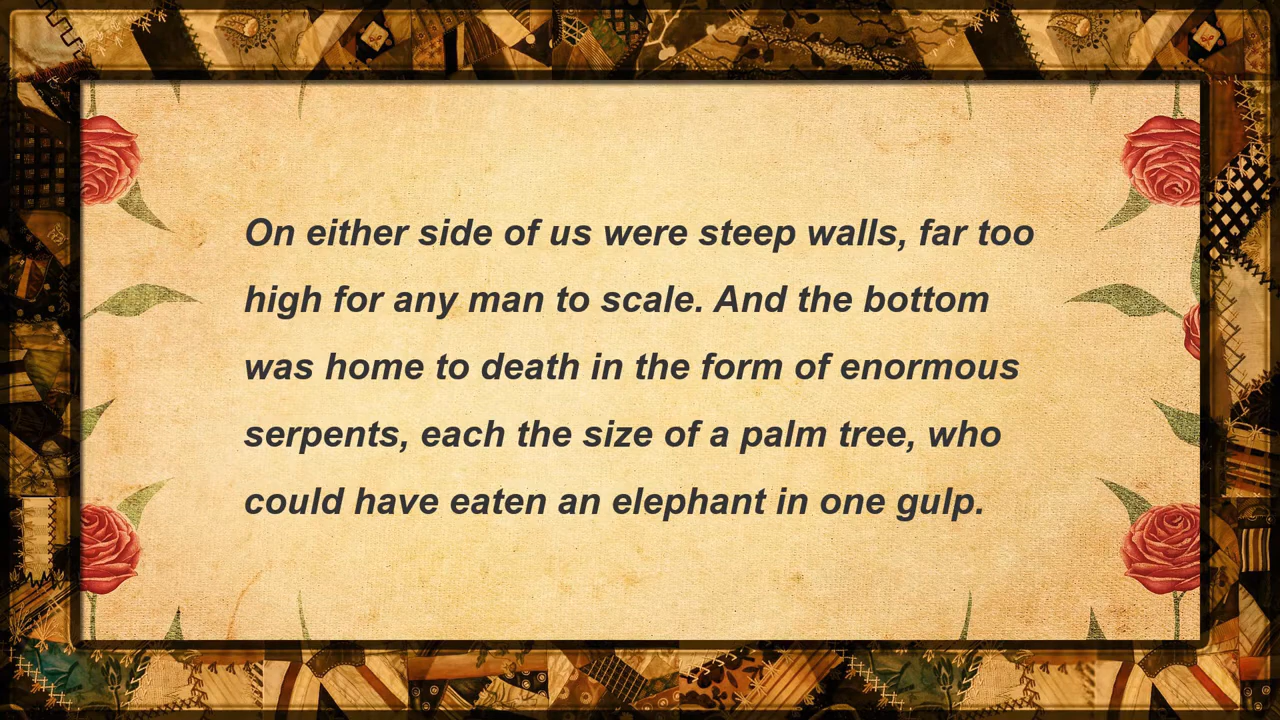 On either side of us were steep walls, far too
high for any man to scale. And the bottom
was home to death in the form of enormous
serpents, each the size of a palm tree, who
could have eaten an elephant in one gulp.